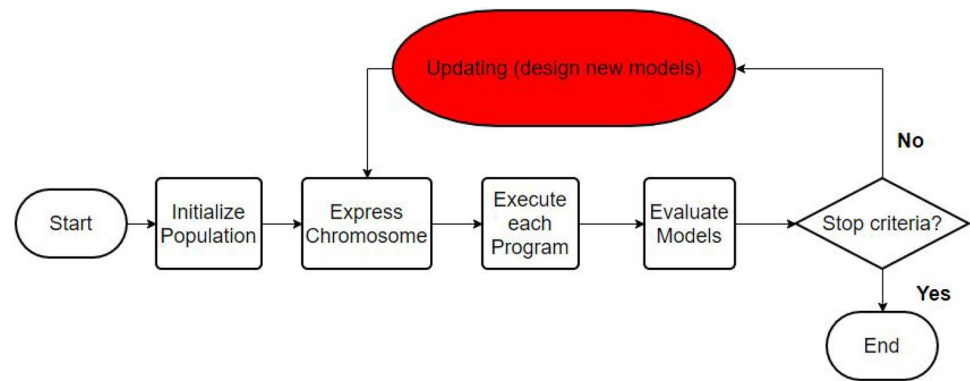 Updating (design new models)
No
Start
Initialize
Population
Express
Chromosome
Execute
each
Program
Evaluate
Models
Stop criteria?
Yes
End